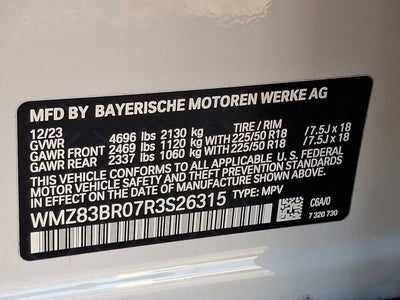 MFD BY BAYERISCHE MOTOREN WERKE AG
12/23 TIRE / RIM
GVWR 4696 lbs 2130 kg
GAWR FRONT 2469 lbs 1120 kg WITH 225/50 R18 /7.5J x 18
GAWR REAR 2337 lbs 1060 kg WITH 225/50 R18 /7.5J x 18
THIS VEHICLE CONFORMS TO ALL APPLICABLE U.S. FEDERAL
MOTOR VEHICLE SAFETY AND THEFT PREVENTION STANDARDS
IN EFFECT ON THE DATE OF MANUFACTURE SHOWN ABOVE.
WMZ83BR07R3S26315 TYPE: MPV
C6A/0
7 320 730